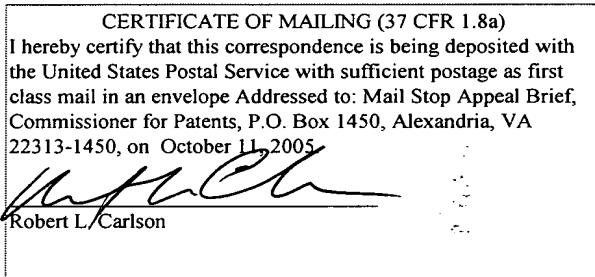 CERTIFICATE OF MAILING (37 CFR 1.8a)
I hereby certify that this correspondence is being deposited with
the United States Postal Service with sufficient postage as first
class mail in an envelope Addressed to: Mail Stop Appeal Brief,
Commissioner for Patents, P.O. Box 1450, Alexandria, VA
22313-1450, on October 11, 2005
Robert L. Carlson